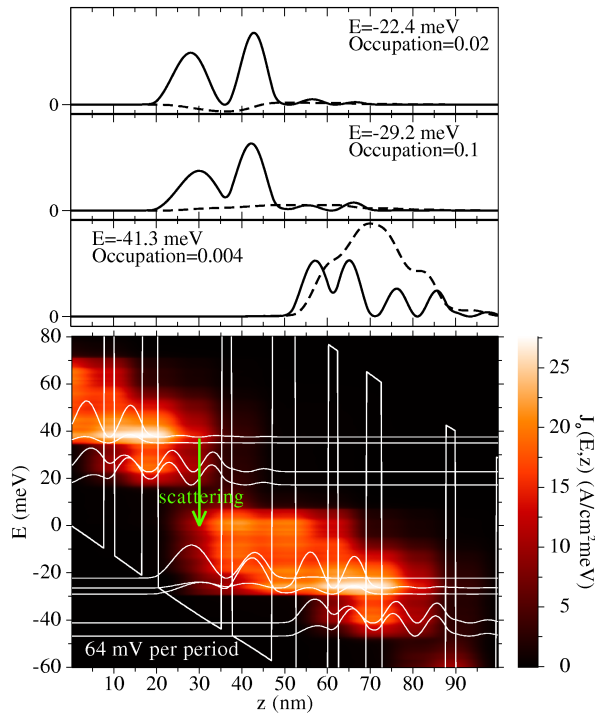 E=-22.4 meV
Occupation=0.02
0
E=-29.2 meV
Occupation=0.1
0
E=-41.3 meV
Occupation=0.004
0
80
60
40
20
0
-20
-40
-60
E (meV)
scattering
64 mV per period
10 20 30 40 50 60 70 80 90
z (nm)
25
20
15
10
5
0
J₀(E,z) (A/cm²meV)